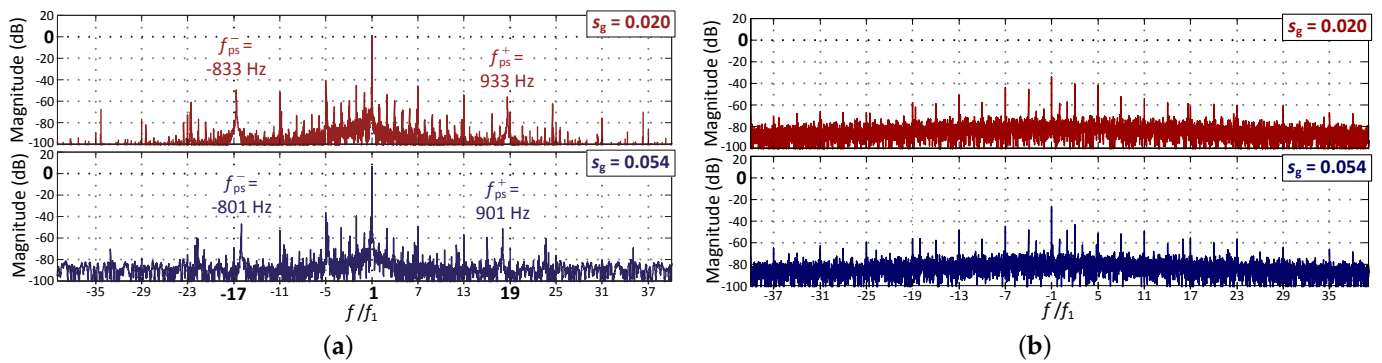 s_g = 0.020
Magnitude (dB)
20
0
-20
-40
-60
-80
-100
f_ps^- =
-833 Hz
f_ps^+ =
933 Hz
s_g = 0.054
Magnitude (dB)
20
0
-20
-40
-60
-80
-100
f_ps^- =
-801 Hz
f_ps^+ =
901 Hz
-35 -29 -23 -17 -11 -5 1 7 13 19 25 31 37
f/f_1
(a)
s_g = 0.020
Magnitude (dB)
20
0
-20
-40
-60
-80
-100
s_g = 0.054
Magnitude (dB)
20
0
-20
-40
-60
-80
-100
-37 -31 -25 -19 -13 -7 -1 5 11 17 23 29 35
f/f_1
(b)